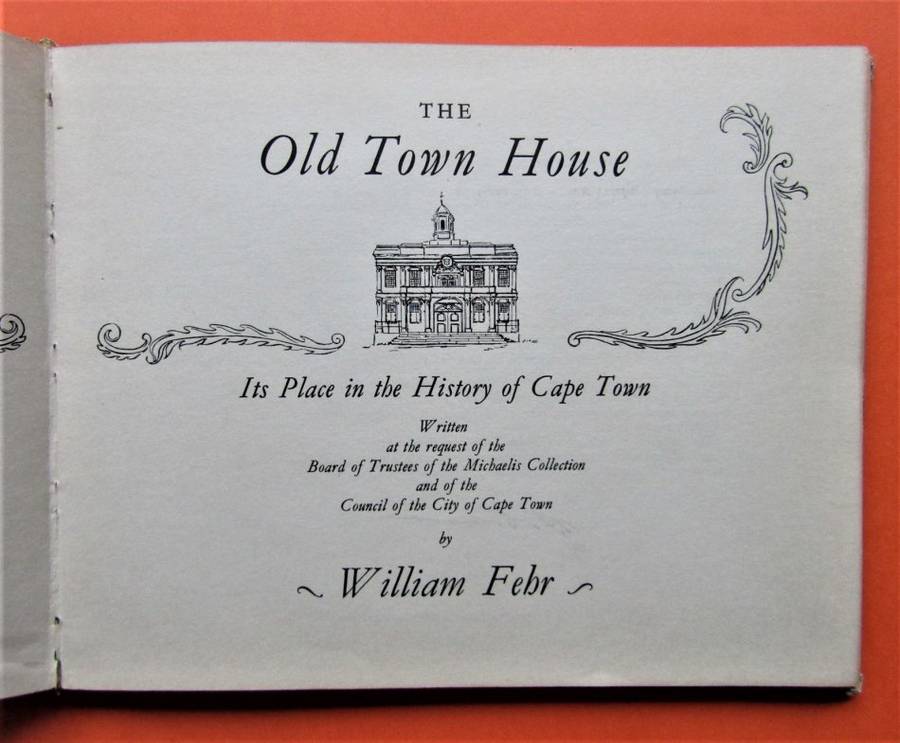 THE
Old Town House
Its Place in the History of Cape Town
Written
at the request of the
Board of Trustees of the Michaelis Collection
and of the
Council of the City of Cape Town
by
~ William Fehr ~